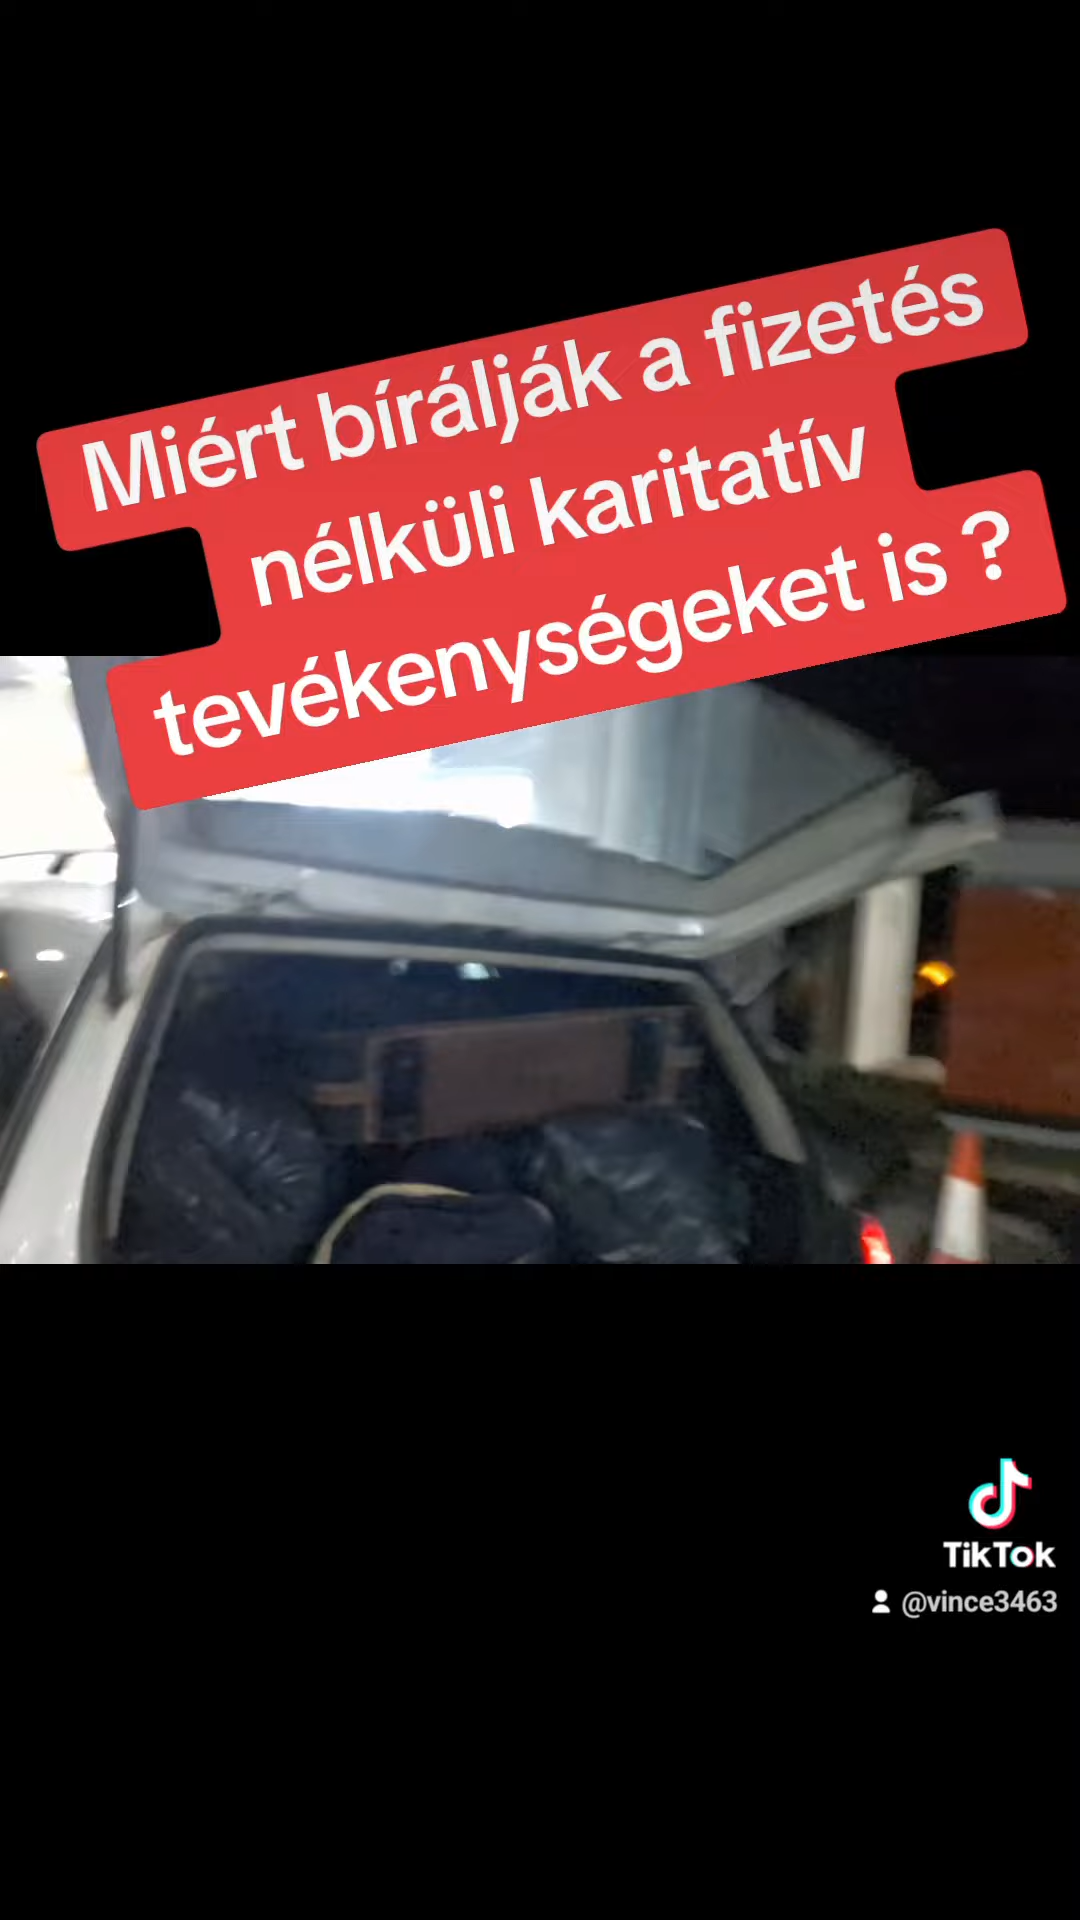 Miért bírálják a fizetés
nélküli karitatív
tevékenységeket is ?
TikTok
@vince3463